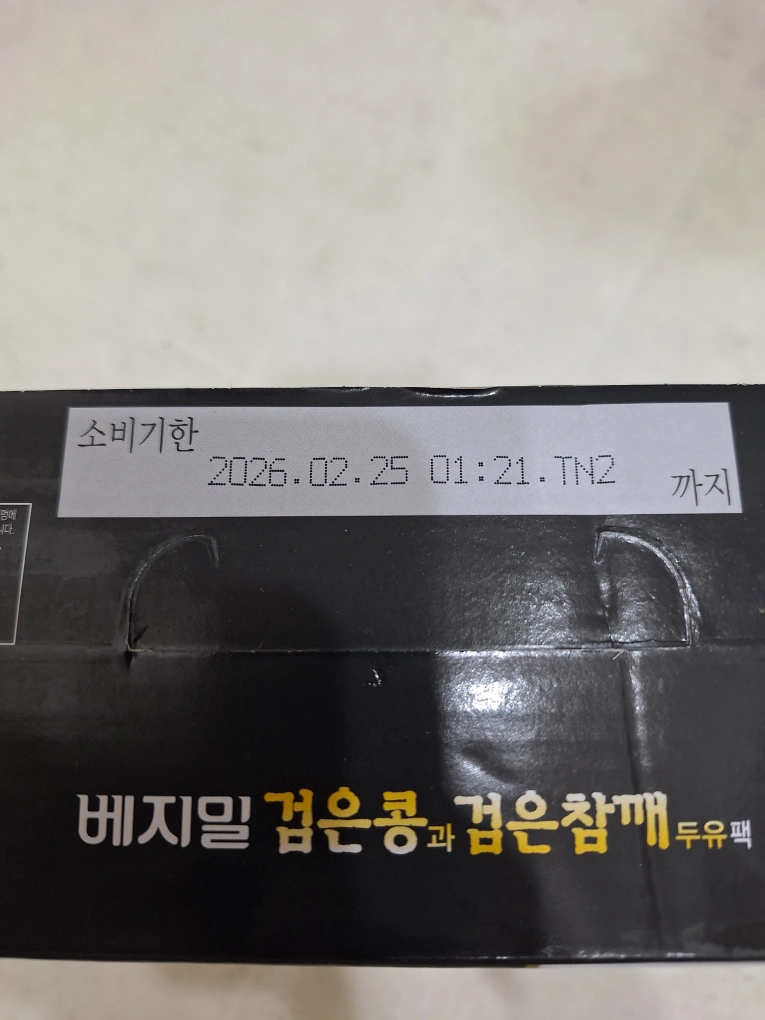 소비기한
2026.02.25 01:21.TN2
까지
베지밀 검은콩과 검은참깨 두유팩